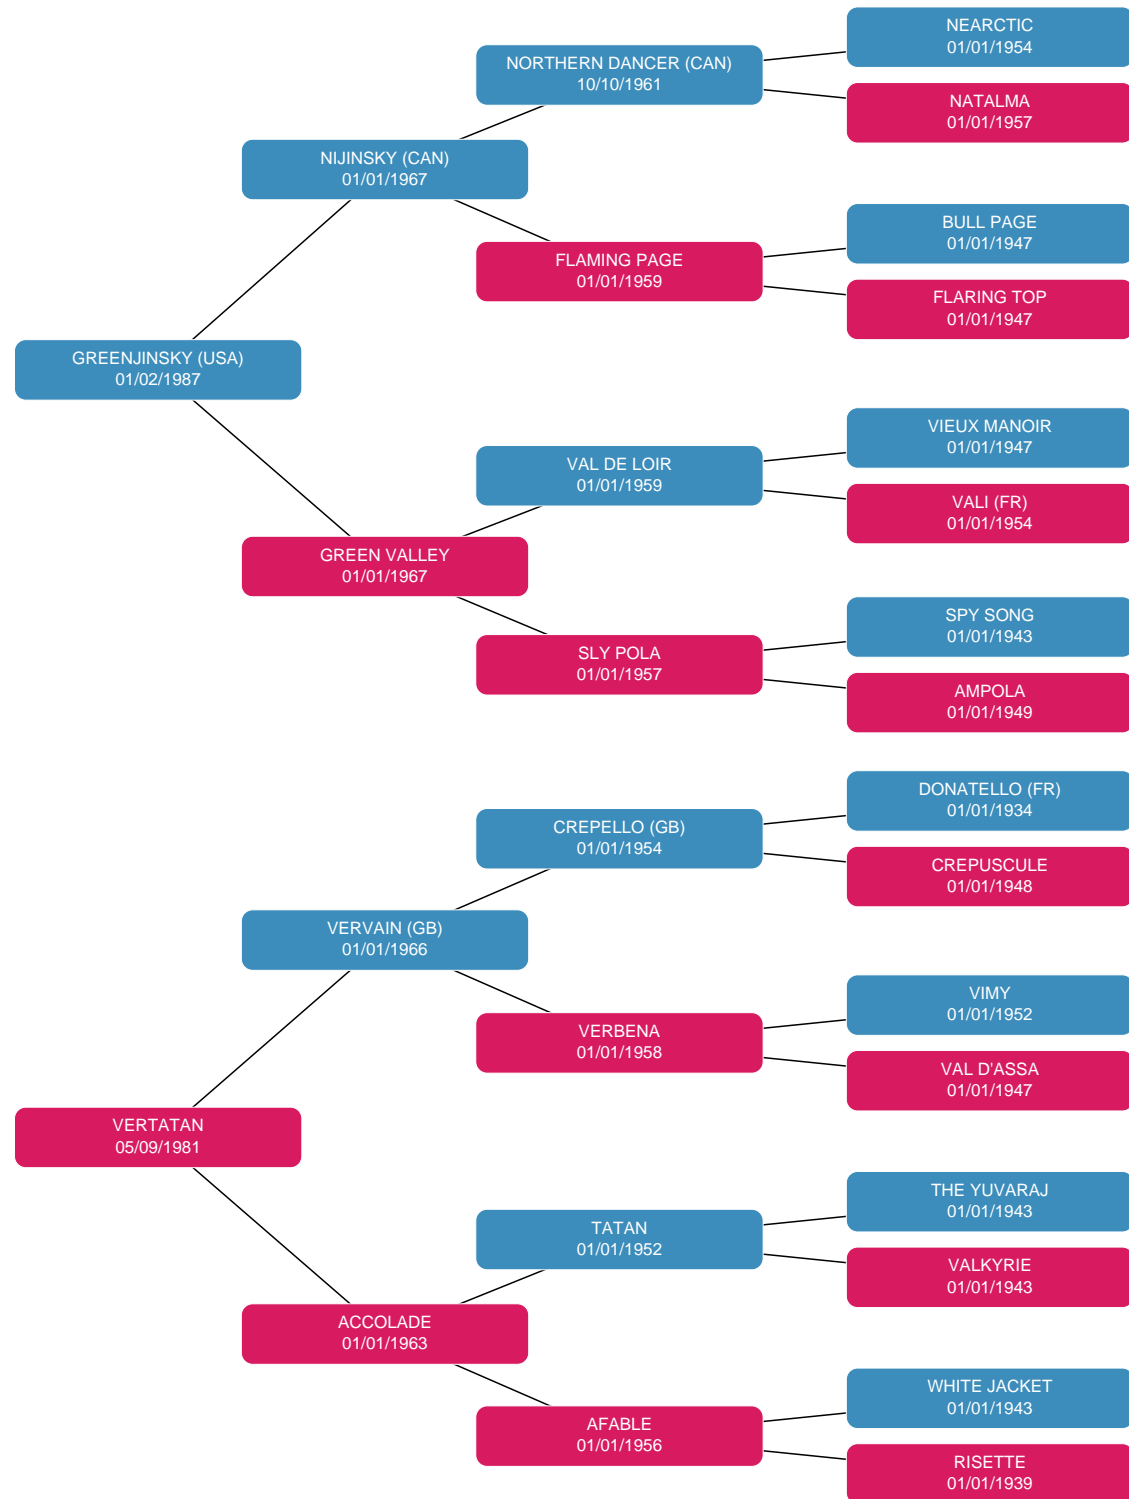 NEARCTIC
01/01/1954
NORTHERN DANCER (CAN)
10/10/1961
NATALMA
01/01/1957
NIJINSKY (CAN)
01/01/1967
BULL PAGE
01/01/1947
FLAMING PAGE
01/01/1959
FLARING TOP
01/01/1947
GREENJINSKY (USA)
01/02/1987
VIEUX MANOIR
01/01/1947
VAL DE LOIR
01/01/1959
VALI (FR)
01/01/1954
GREEN VALLEY
01/01/1967
SPY SONG
01/01/1943
SLY POLA
01/01/1957
AMPOLA
01/01/1949
DONATELLO (FR)
01/01/1934
CREPELLO (GB)
01/01/1954
CREPUSCULE
01/01/1948
VERVAIN (GB)
01/01/1966
VIMY
01/01/1952
VERBENA
01/01/1958
VAL D'ASSA
01/01/1947
VERTATAN
05/09/1981
THE YUVARAJ
01/01/1943
TATAN
01/01/1952
VALKYRIE
01/01/1943
ACCOLADE
01/01/1963
WHITE JACKET
01/01/1943
AFABLE
01/01/1956
RISETTE
01/01/1939